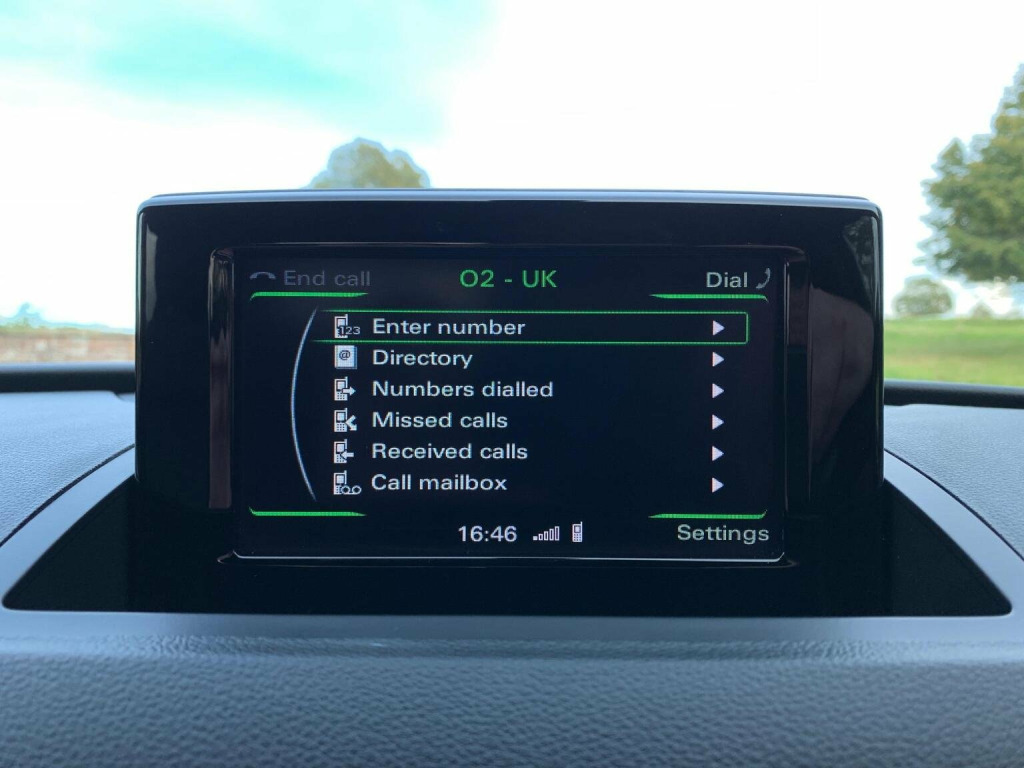 End call O2 - UK Dial
123 Enter number
@ Directory
Numbers dialled
Missed calls
Received calls
Call mailbox
16:46 Settings